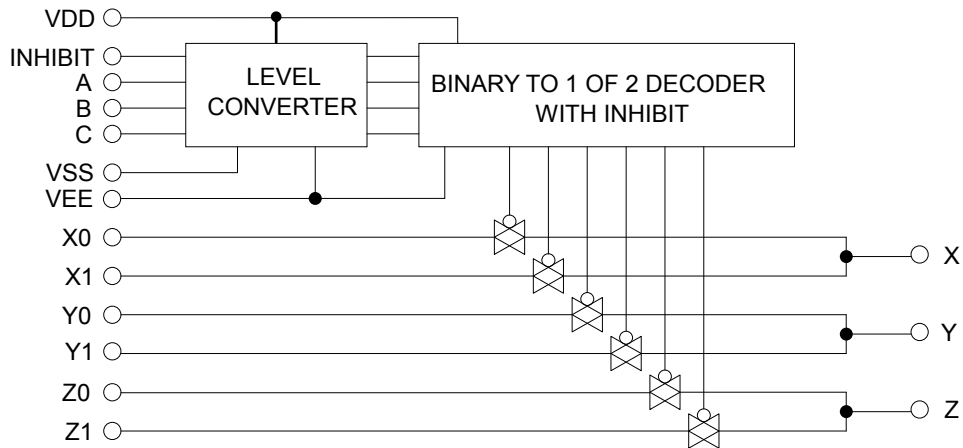 VDD
INHIBIT
A
B
C
VSS
VEE
LEVEL
CONVERTER
BINARY TO 1 OF 2 DECODER
WITH INHIBIT
X0
X1
Y0
Y1
Z0
Z1
X
Y
Z